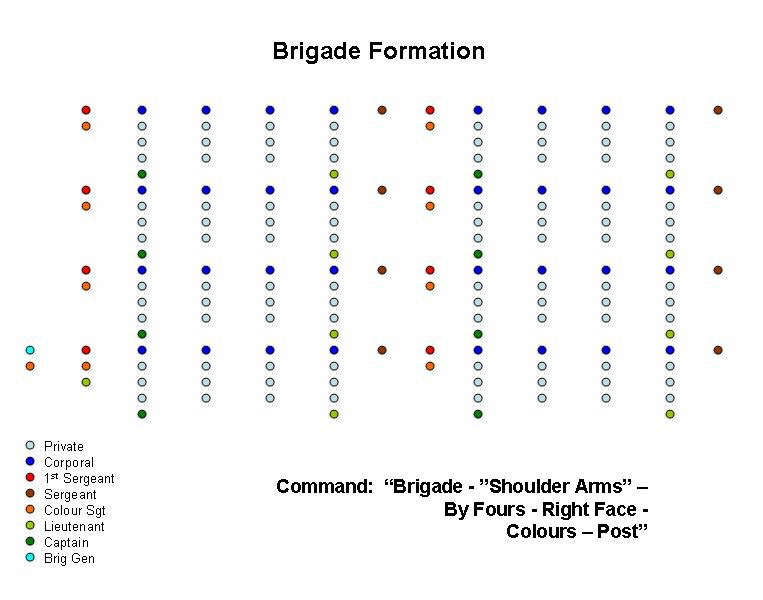 Brigade Formation
Private
Corporal
1st Sergeant
Sergeant
Colour Sgt
Lieutenant
Captain
Brig Gen
Command:  “Brigade - ”Shoulder Arms” –
By Fours - Right Face -
Colours – Post”